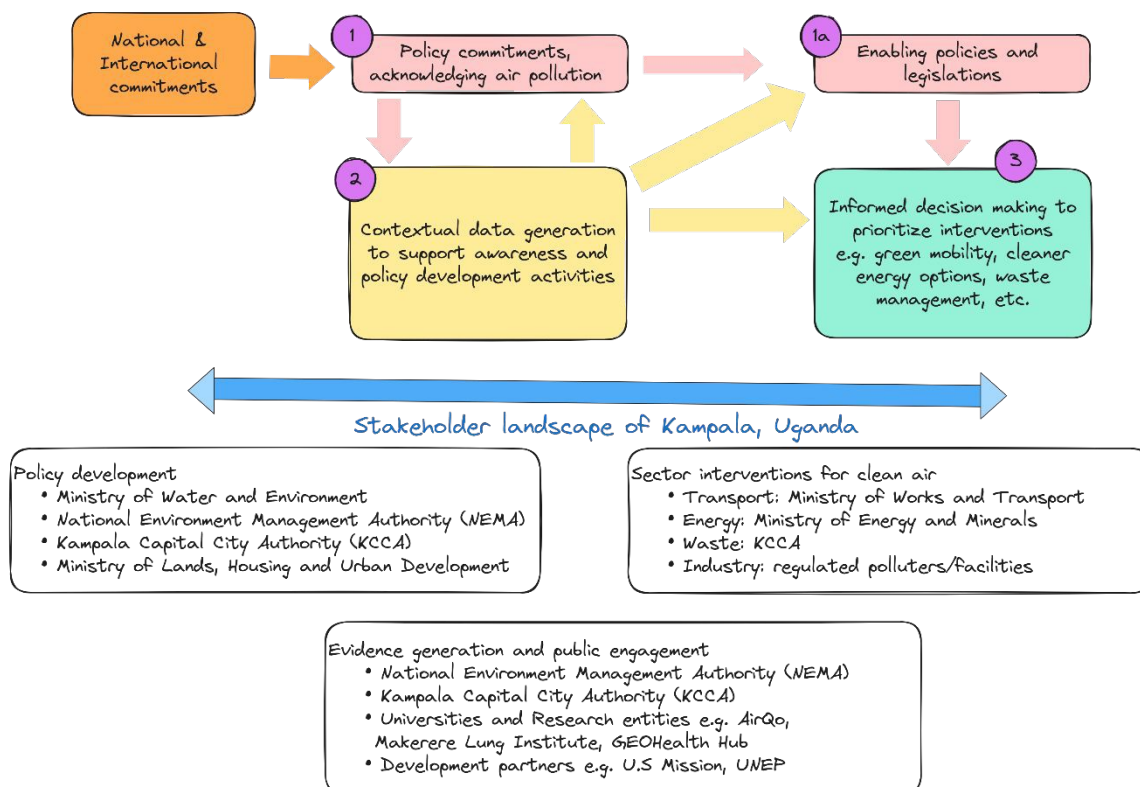 National &
International
commitments
1
Policy commitments,
acknowledging air pollution
1a
Enabling policies and
legislations
2
Contextual data generation
to support awareness and
policy development activities
3
Informed decision making to
prioritize interventions
e.g. green mobility, cleaner
energy options, waste
management, etc.
Stakeholder landscape of Kampala, Uganda
Policy development
• Ministry of Water and Environment
• National Environment Management Authority (NEMA)
• Kampala Capital City Authority (KCCA)
• Ministry of Lands, Housing and Urban Development
Sector interventions for clean air
• Transport: Ministry of Works and Transport
• Energy: Ministry of Energy and Minerals
• Waste: KCCA
• Industry: regulated polluters/facilities
Evidence generation and public engagement
• National Environment Management Authority (NEMA)
• Kampala Capital City Authority (KCCA)
• Universities and Research entities e.g. AirQo,
Makerere Lung Institute, GEOHealth Hub
• Development partners e.g. U.S Mission, UNEP